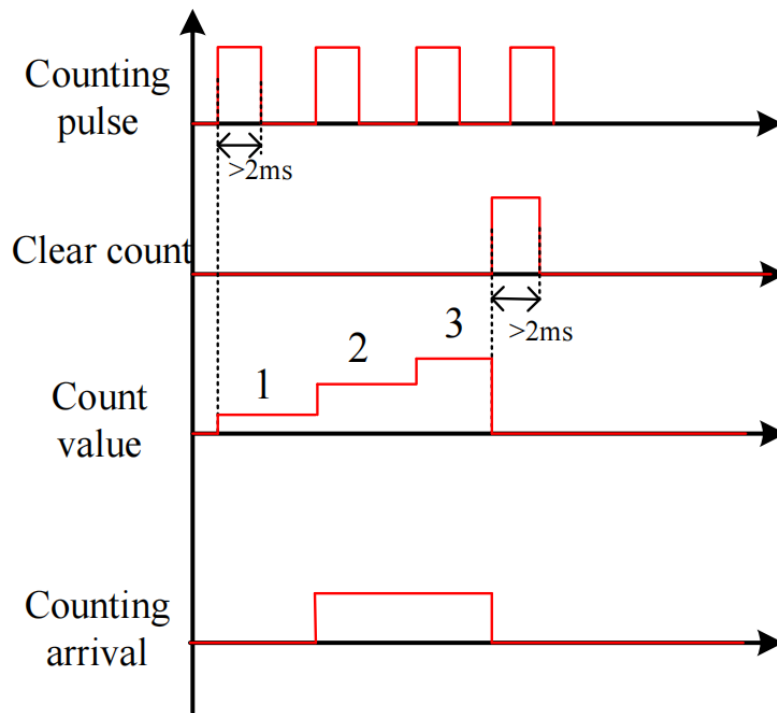 Counting
pulse
>2ms
Clear count
>2ms
1
2
3
Count
value
Counting
arrival